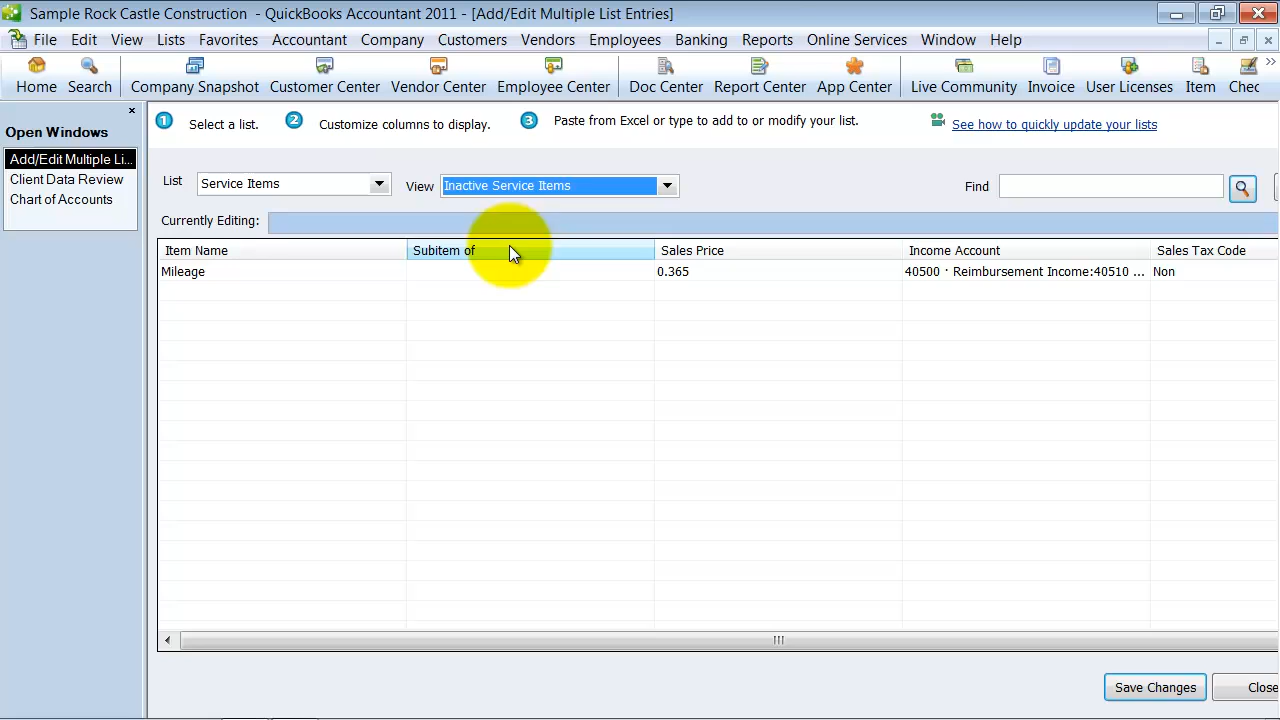 Sample Rock Castle Construction - QuickBooks Accountant 2011 - [Add/Edit Multiple List Entries]
File Edit View Lists Favorites Accountant Company Customers Vendors Employees Banking Reports Online Services Window Help
Home Search Company Snapshot Customer Center Vendor Center Employee Center Doc Center Report Center App Center Live Community Invoice User Licenses Item Chec
Open Windows
Add/Edit Multiple Li...
Client Data Review
Chart of Accounts
1 Select a list. 2 Customize columns to display. 3 Paste from Excel or type to add to or modify your list. See how to quickly update your lists
List Service Items View Inactive Service Items Find
Currently Editing:
Item Name Subitem of Sales Price Income Account Sales Tax Code
Mileage 0.365 40500 · Reimbursement Income:40510 ... Non
Save Changes Close